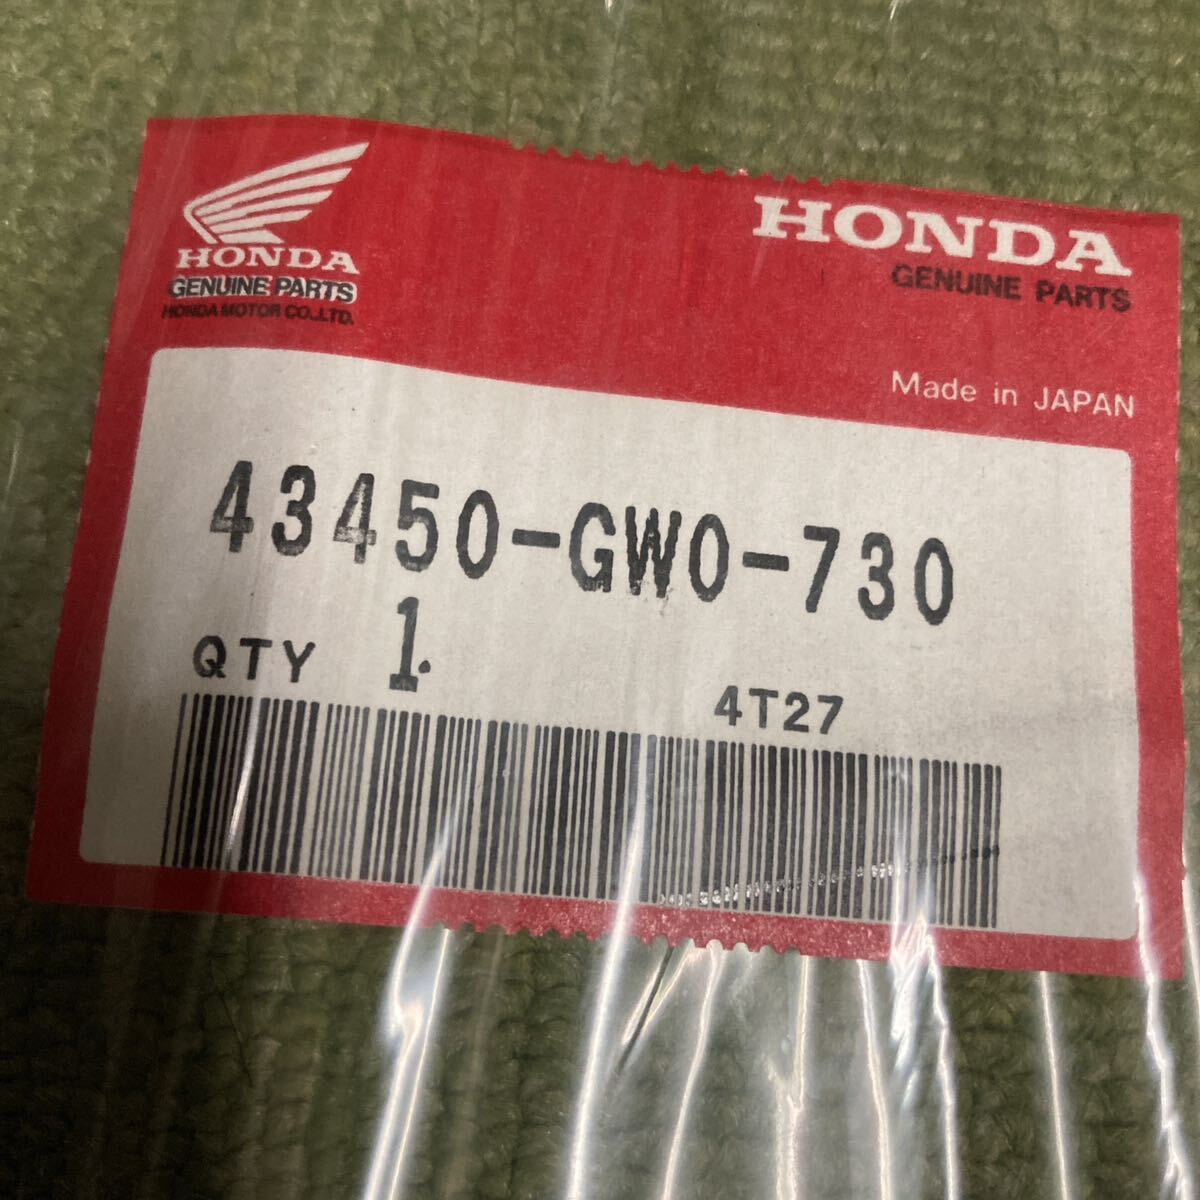 HONDA
GENUINE PARTS
HONDA MOTOR CO.,LTD.
HONDA
GENUINE PARTS
Made in JAPAN
43450-GW0-730
QTY 1.
4T27